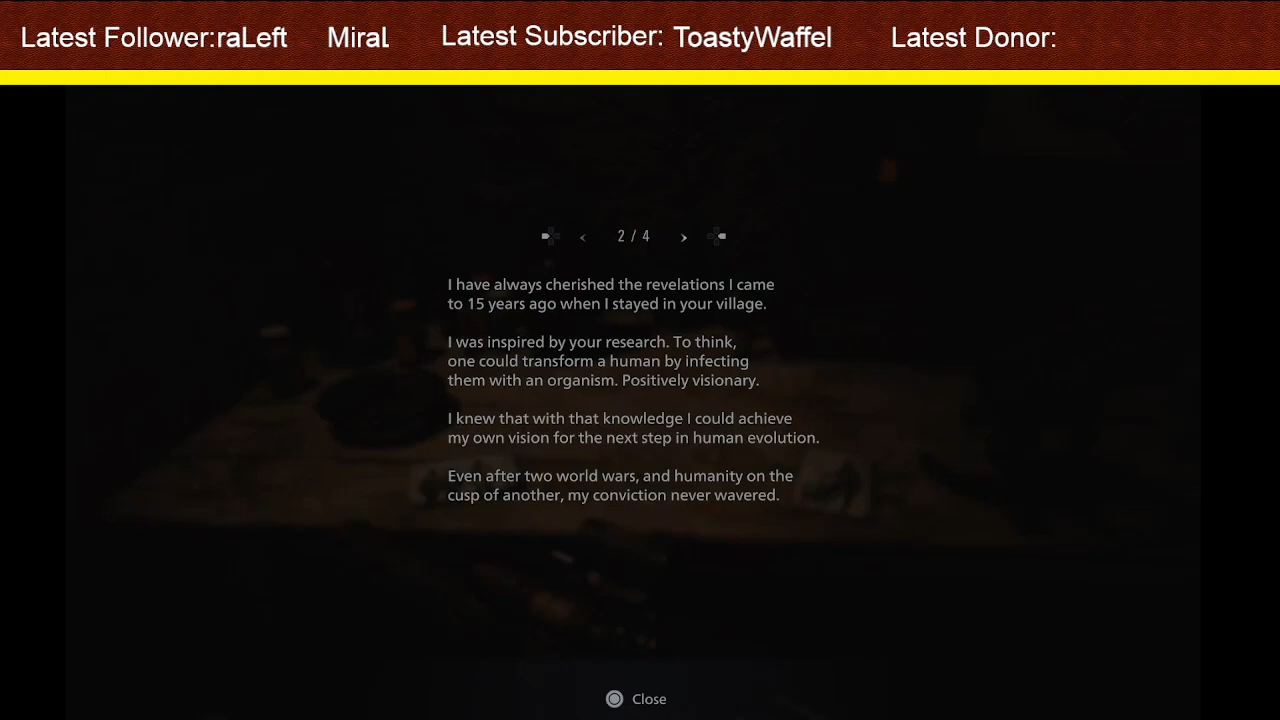 Latest Follower:raLeft Miral Latest Subscriber: ToastyWaffel Latest Donor:
< 2 / 4 >
I have always cherished the revelations I came
to 15 years ago when I stayed in your village.
I was inspired by your research. To think,
one could transform a human by infecting
them with an organism. Positively visionary.
I knew that with that knowledge I could achieve
my own vision for the next step in human evolution.
Even after two world wars, and humanity on the
cusp of another, my conviction never wavered.
Close